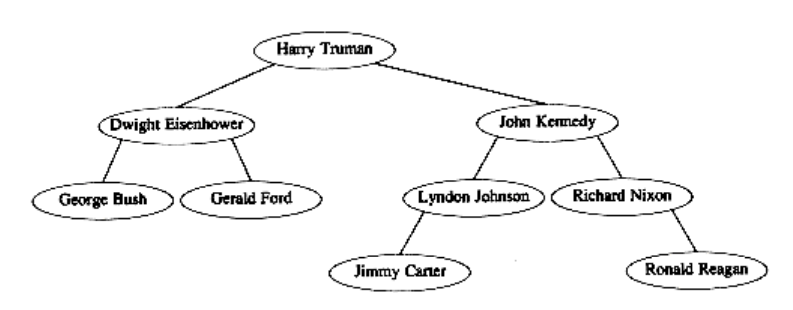 Harry Truman
Dwight Eisenhower
John Kennedy
George Bush
Gerald Ford
Lyndon Johnson
Richard Nixon
Jimmy Carter
Ronald Reagan